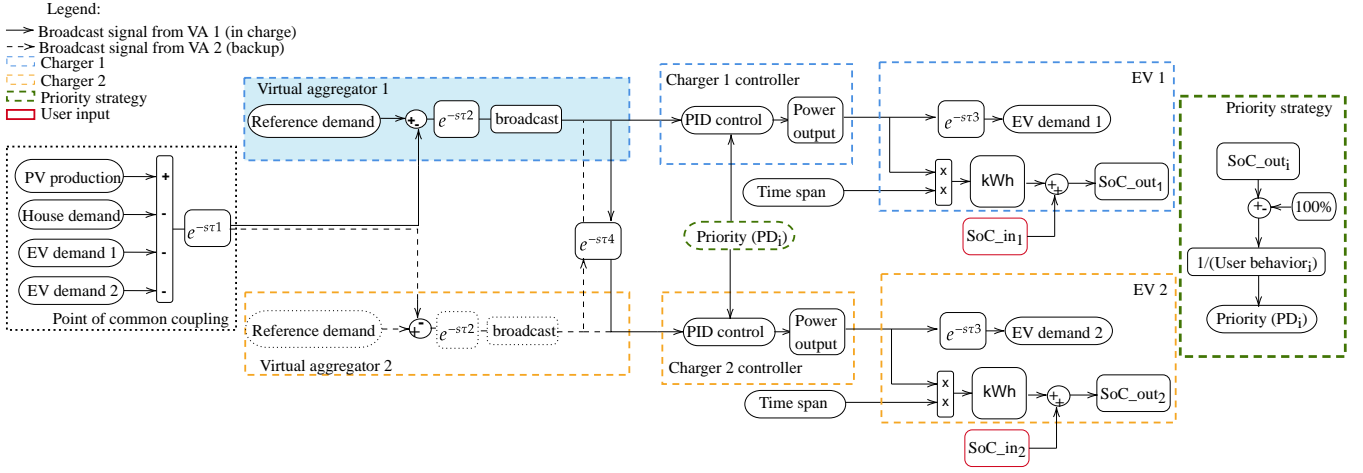 Legend:
Broadcast signal from VA 1 (in charge)
Broadcast signal from VA 2 (backup)
Charger 1
Charger 2
Priority strategy
User input
Point of common coupling
PV production
House demand
EV demand 1
EV demand 2
+
-
-
-
e^{-sτ1}
Virtual aggregator 1
Reference demand
+ -
e^{-sτ2}
broadcast
e^{-sτ4}
Virtual aggregator 2
Reference demand
+ -
e^{-sτ2}
broadcast
Charger 1 controller
PID control
Power
output
Time span
Priority (PD_i)
Charger 2 controller
PID control
Power
output
Time span
EV 1
e^{-sτ3}
EV demand 1
x
x
kWh
+ +
SoC_out_1
SoC_in_1
EV 2
e^{-sτ3}
EV demand 2
x
x
kWh
+ +
SoC_out_2
SoC_in_2
Priority strategy
SoC_out_i
+ -
100%
1/(User behavior_i)
Priority (PD_i)